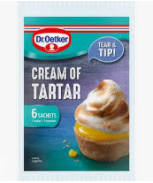 Dr.Oetker
TEAR &
TIP!
CREAM OF
TARTAR
6 SACHETS